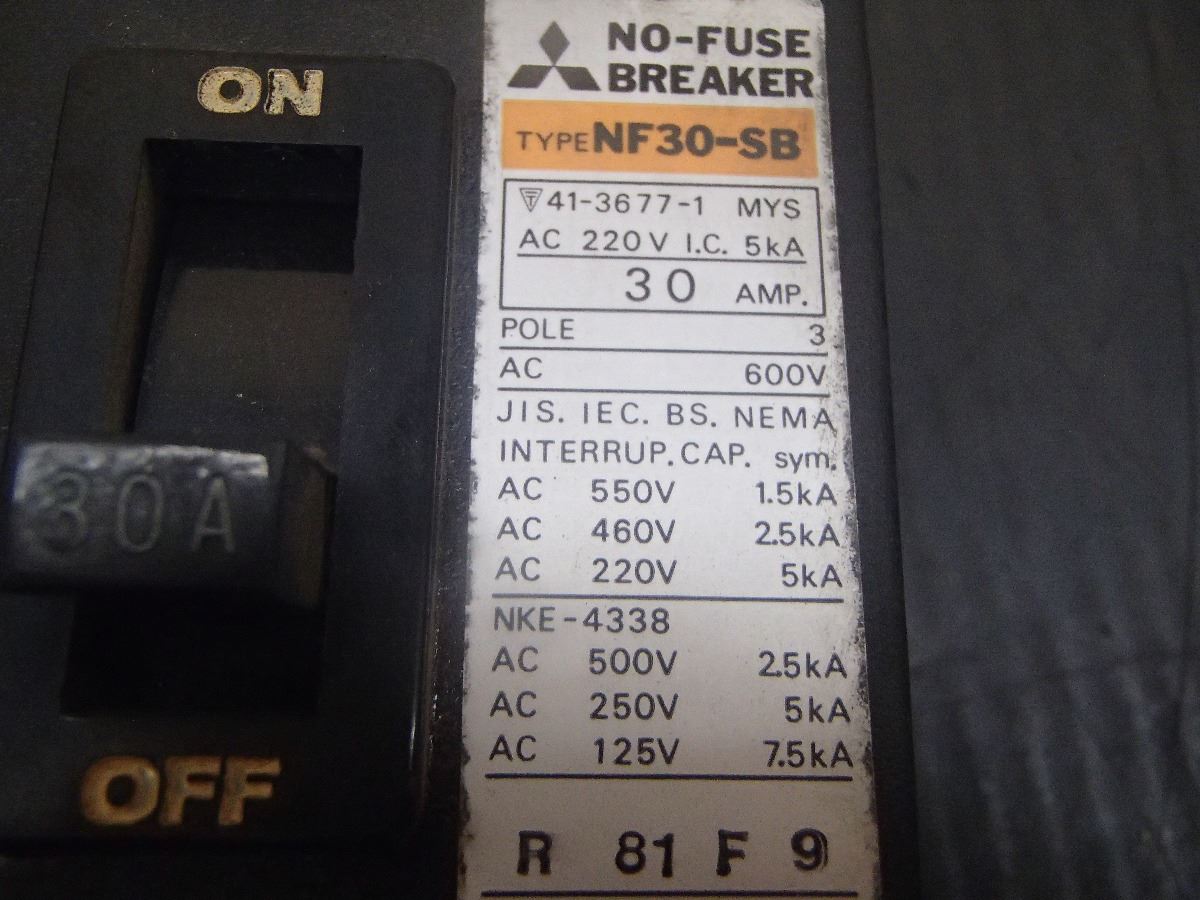 ON
30A
OFF
NO-FUSE
BREAKER
TYPE NF30-SB
41-3677-1 MYS
AC 220V I.C. 5kA
30 AMP.
POLE 3
AC 600V
JIS. IEC. BS. NEMA
INTERRUP. CAP. sym.
AC 550V 1.5kA
AC 460V 2.5kA
AC 220V 5kA
NKE-4338
AC 500V 2.5kA
AC 250V 5kA
AC 125V 7.5kA
R 81 F 9